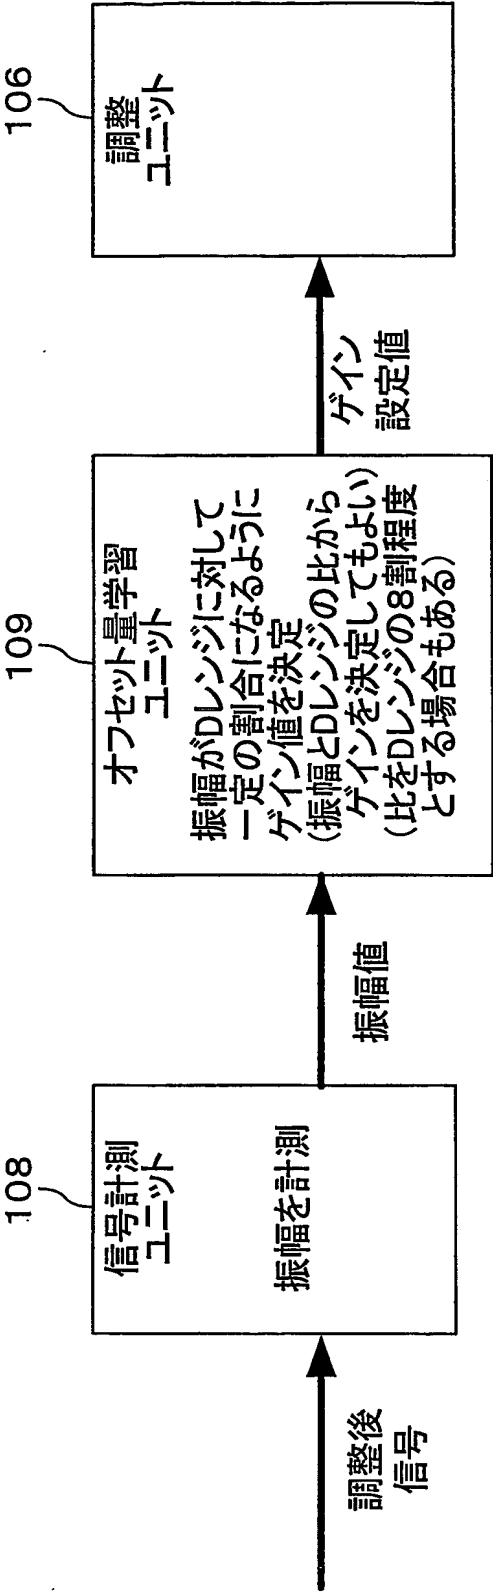 調整後
信号
108
信号計測
ユニット
振幅を計測
振幅値
109
オフセット量学習
ユニット
振幅がDレンジに対して
一定の割合になるように
ゲイン値を決定
(振幅とDレンジの比から
ゲインを決定してもよい)
(比をDレンジの8割程度
とする場合もある)
ゲイン
設定値
106
調整
ユニット